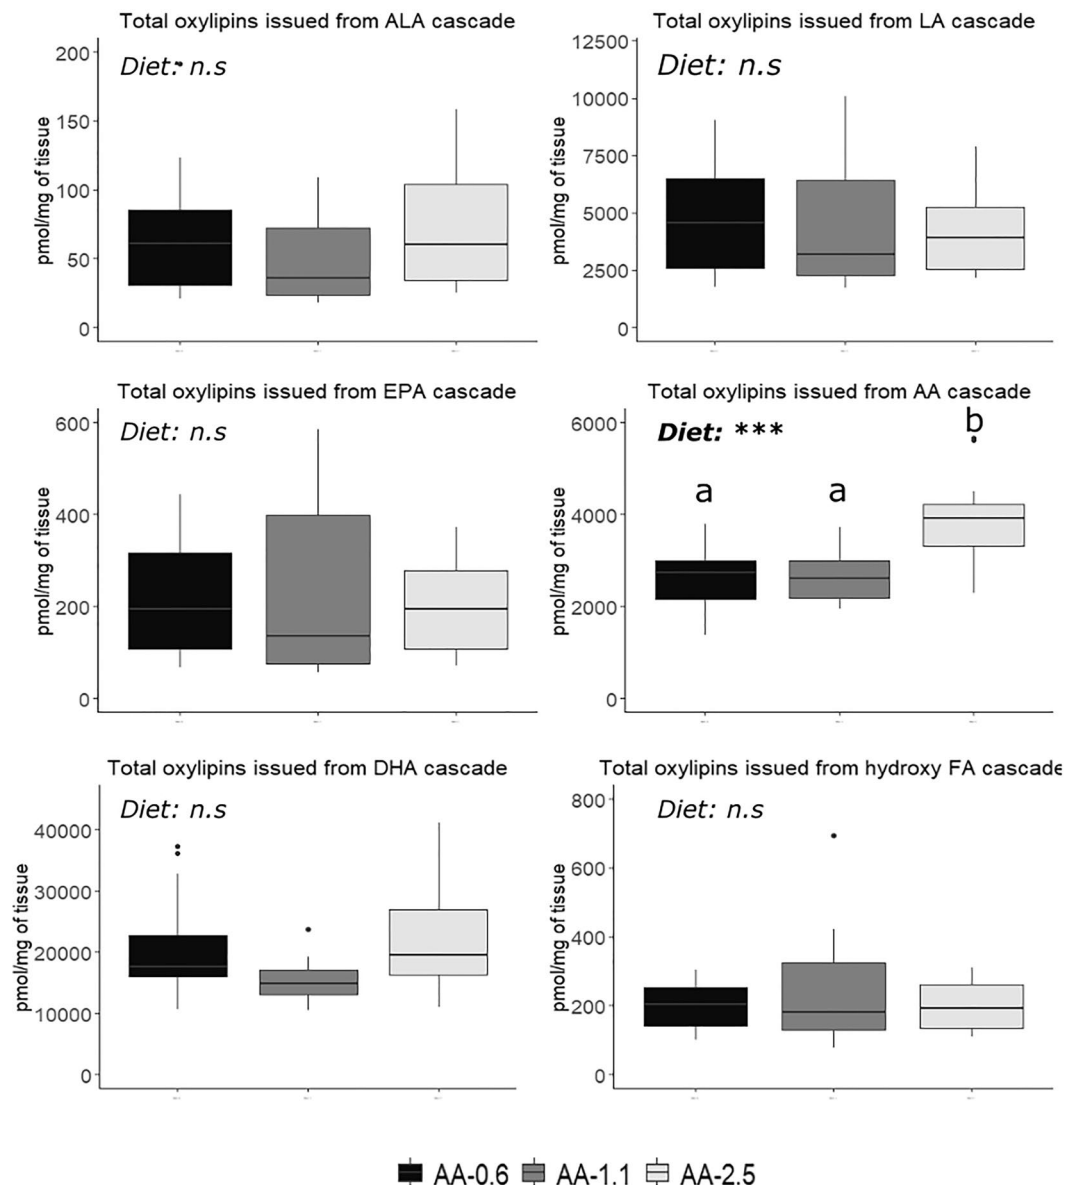 Total oxylipins issued from ALA cascade
Diet: n.s
pmol/mg of tissue
200
150
100
50
0
Total oxylipins issued from LA cascade
Diet: n.s
pmol/mg of tissue
12500
10000
7500
5000
2500
0
Total oxylipins issued from EPA cascade
Diet: n.s
pmol/mg of tissue
600
400
200
0
Total oxylipins issued from AA cascade
Diet: ***
a
a
b
pmol/mg of tissue
6000
4000
2000
0
Total oxylipins issued from DHA cascade
Diet: n.s
pmol/mg of tissue
40000
30000
20000
10000
0
Total oxylipins issued from hydroxy FA cascade
Diet: n.s
pmol/mg of tissue
800
600
400
200
0
AA-0.6 AA-1.1 AA-2.5